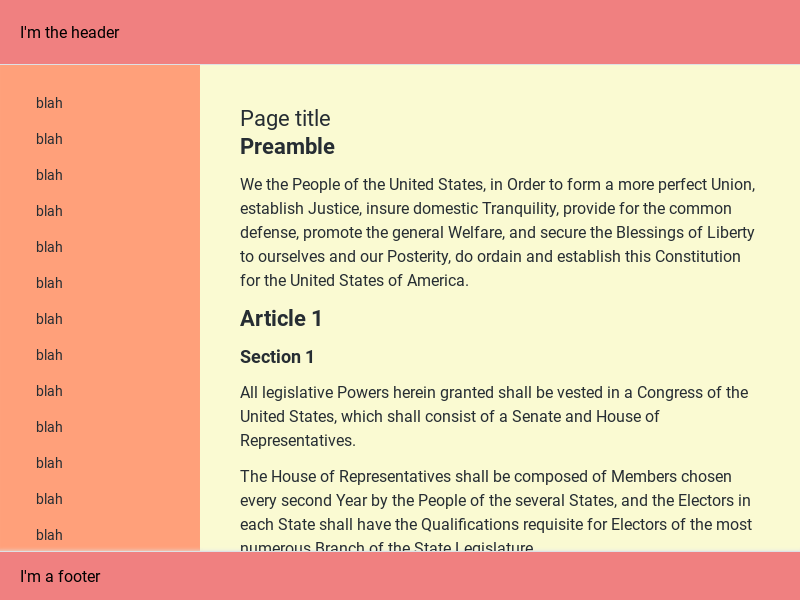 I'm the header
blah
blah
blah
blah
blah
blah
blah
blah
blah
blah
blah
blah
blah
Page title
Preamble
We the People of the United States, in Order to form a more perfect Union,
establish Justice, insure domestic Tranquility, provide for the common
defense, promote the general Welfare, and secure the Blessings of Liberty
to ourselves and our Posterity, do ordain and establish this Constitution
for the United States of America.
Article 1
Section 1
All legislative Powers herein granted shall be vested in a Congress of the
United States, which shall consist of a Senate and House of
Representatives.
The House of Representatives shall be composed of Members chosen
every second Year by the People of the several States, and the Electors in
each State shall have the Qualifications requisite for Electors of the most
numerous Branch of the State Legislature.
I'm a footer